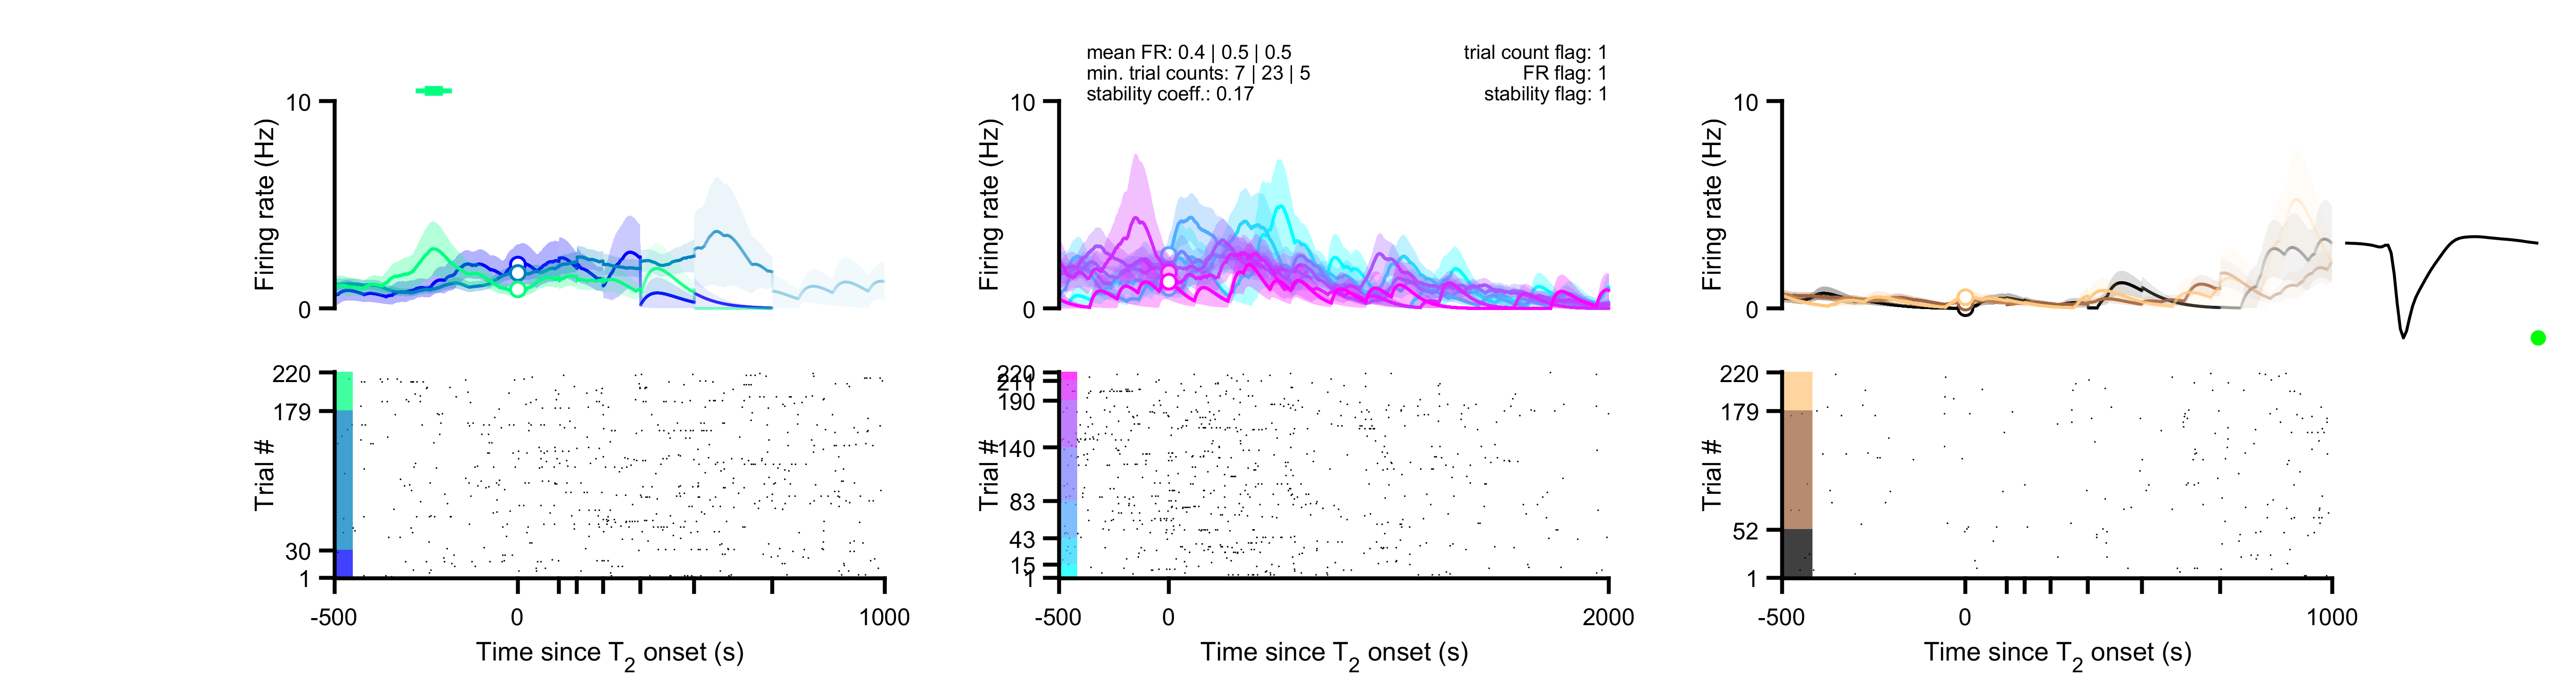 mean FR: 0.4 | 0.5 | 0.5
min. trial counts: 7 | 23 | 5
stability coeff.: 0.17
trial count flag: 1
FR flag: 1
stability flag: 1
10
0
Firing rate (Hz)
10
0
Firing rate (Hz)
10
0
Firing rate (Hz)
220
179
30
1
Trial #
-500
0
1000
Time since T2 onset (s)
220
211
190
140
83
43
15
1
Trial #
-500
0
2000
Time since T2 onset (s)
220
179
52
1
Trial #
-500
0
1000
Time since T2 onset (s)